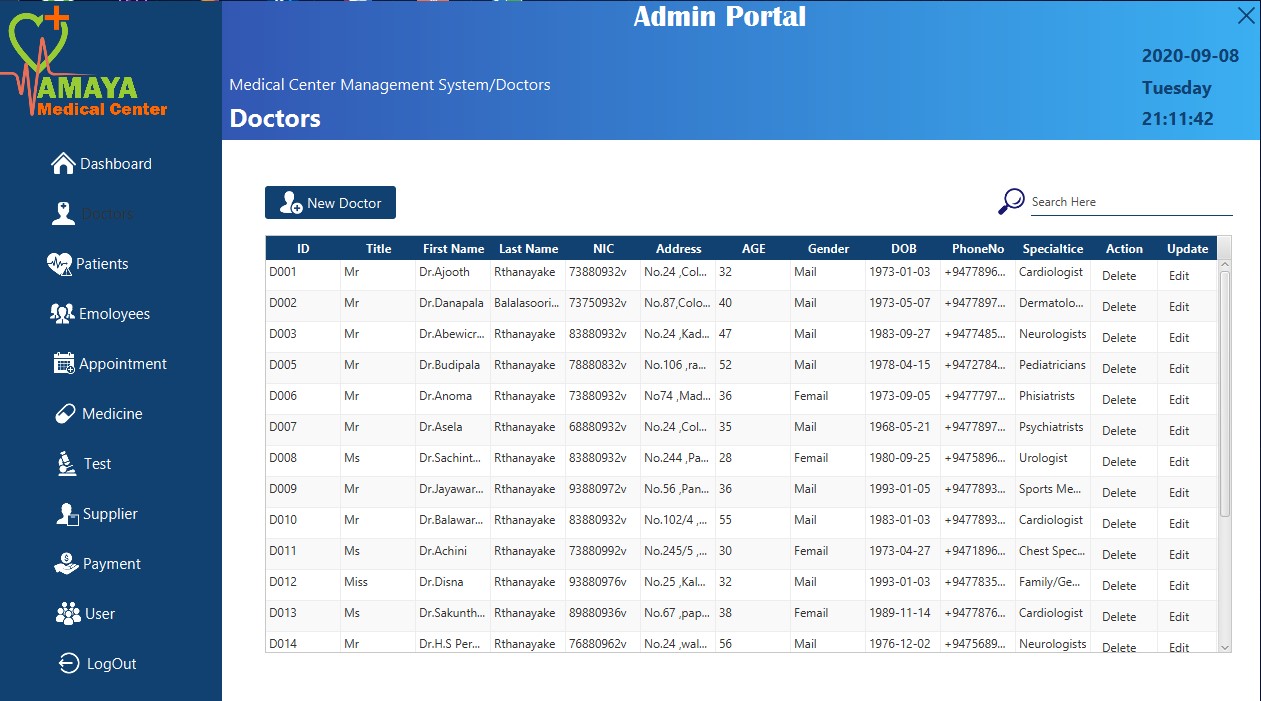 Admin Portal
AMAYA
Medical Center
Medical Center Management System/Doctors
Doctors
2020-09-08
Tuesday
21:11:42
Dashboard
Doctors
Patients
Emoloyees
Appointment
Medicine
Test
Supplier
Payment
User
LogOut
New Doctor
Search Here
ID Title First Name Last Name NIC Address AGE Gender DOB PhoneNo Specialtice Action Update
D001 Mr Dr.Ajooth Rthanayake 73880932v No.24 ,Col... 32 Mail 1973-01-03 +9477896... Cardiologist Delete Edit
D002 Mr Dr.Danapala Balalasoori... 73750932v No.87,Colo... 40 Mail 1973-05-07 +9477897... Dermatolo... Delete Edit
D003 Mr Dr.Abewicr... Rthanayake 83880932v No.24 ,Kad... 47 Mail 1983-09-27 +9477485... Neurologists Delete Edit
D005 Mr Dr.Budipala Rthanayake 78880832v No.106 ,ra... 52 Mail 1978-04-15 +9472784... Pediatricians Delete Edit
D006 Mr Dr.Anoma Rthanayake 73880732v No74 ,Mad... 36 Femail 1973-09-05 +9477797... Phisiatrists Delete Edit
D007 Mr Dr.Asela Rthanayake 68880932v No.24 ,Col... 35 Mail 1968-05-21 +9477897... Psychiatrists Delete Edit
D008 Ms Dr.Sachint... Rthanayake 83880932v No.244 ,Pa... 28 Femail 1980-09-25 +9475896... Urologist Delete Edit
D009 Mr Dr.Jayawar... Rthanayake 93880972v No.56 ,Pan... 36 Mail 1993-01-05 +9477893... Sports Me... Delete Edit
D010 Mr Dr.Balawar... Rthanayake 83880932v No.102/4 ,... 55 Mail 1983-01-03 +9477893... Cardiologist Delete Edit
D011 Ms Dr.Achini Rthanayake 73880992v No.245/5 ,... 30 Femail 1973-04-27 +9471896... Chest Spec... Delete Edit
D012 Miss Dr.Disna Rthanayake 93880976v No.25 ,Kal... 32 Mail 1993-01-03 +9477835... Family/Ge... Delete Edit
D013 Ms Dr.Sakunth... Rthanayake 89880936v No.67 ,pap... 38 Femail 1989-11-14 +9477876... Cardiologist Delete Edit
D014 Mr Dr.H.S Per... Rthanayake 76880962v No.24 ,wal... 56 Mail 1976-12-02 +9475689... Neurologists Delete Edit